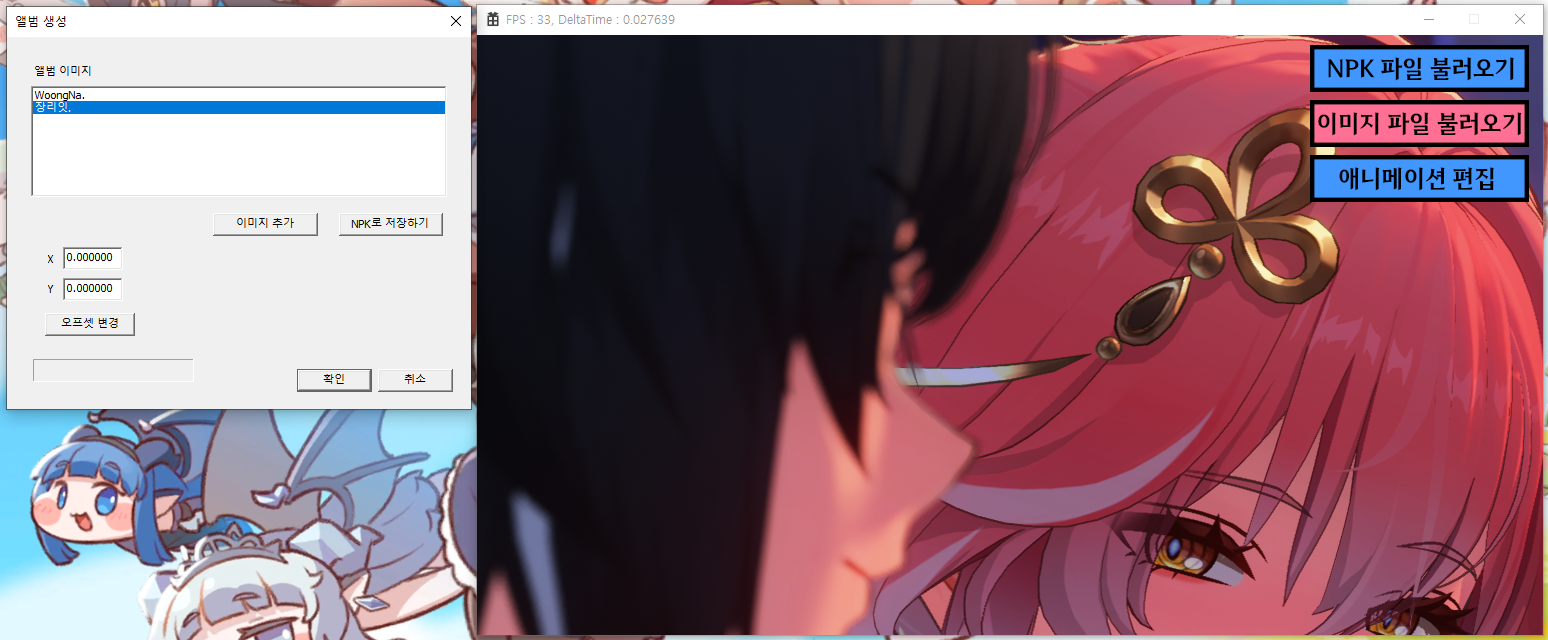 앨범 생성
앨범 이미지
WoongNa.
장리잇.
이미지 추가
NPK로 저장하기
X 0.000000
Y 0.000000
오프셋 변경
확인
취소
FPS : 33, DeltaTime : 0.027639
NPK 파일 불러오기
이미지 파일 불러오기
애니메이션 편집